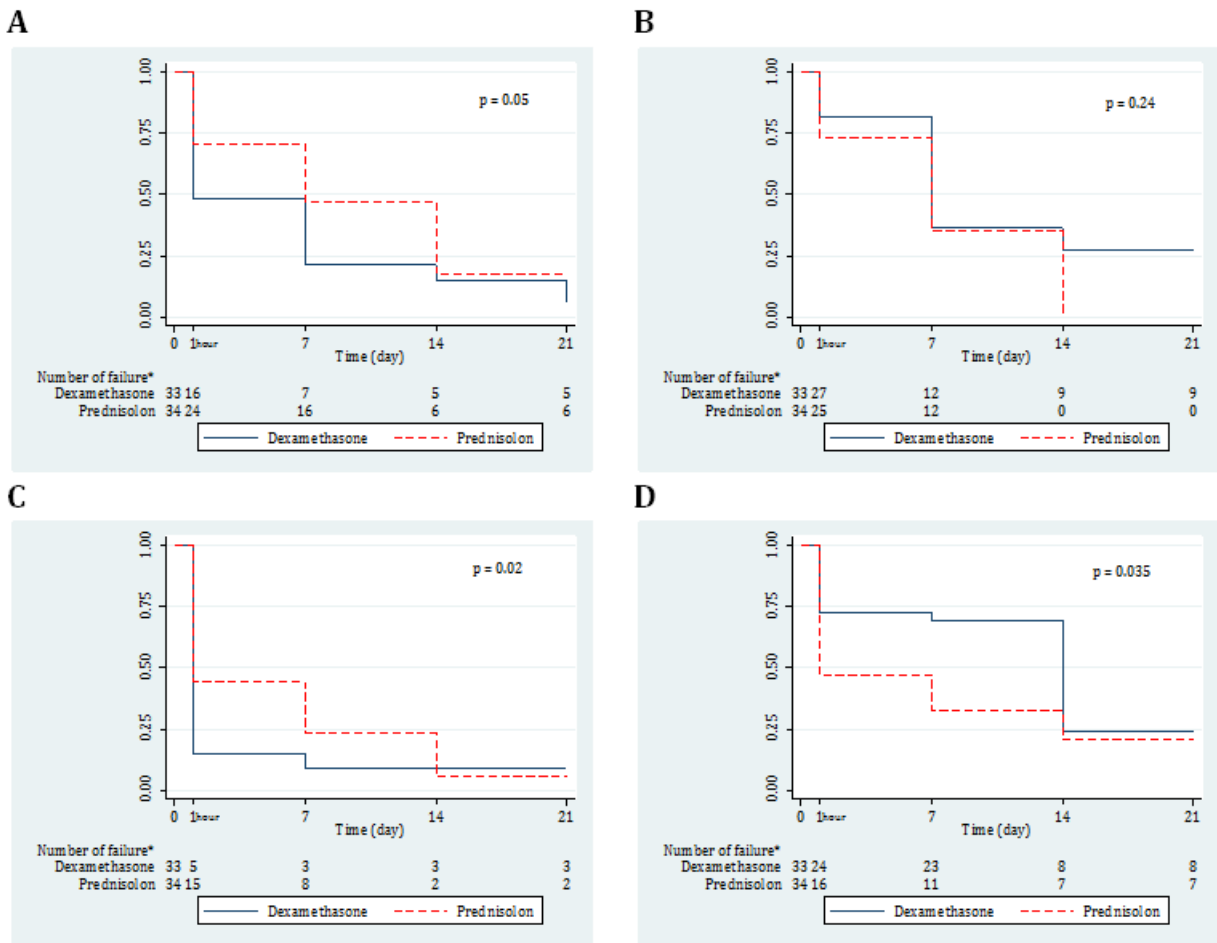 A
1.00
0.75
0.50
0.25
0.00
p = 0.05
0 1hour 7 14 21
Time (day)
Number of failure*
Dexamethasone 33 16 7 5 5
Prednisolon 34 24 16 6 6
Dexamethasone Prednisolon
B
1.00
0.75
0.50
0.25
0.00
p = 0.24
0 1hour 7 14 21
Time (day)
Number of failure*
Dexamethasone 33 27 12 9 9
Prednisolon 34 25 12 0 0
Dexamethasone Prednisolon
C
1.00
0.75
0.50
0.25
0.00
p = 0.02
0 1hour 7 14 21
Time (day)
Number of failure*
Dexamethasone 33 5 3 3 3
Prednisolon 34 15 8 2 2
Dexamethasone Prednisolon
D
1.00
0.75
0.50
0.25
0.00
p = 0.035
0 1hour 7 14 21
Time (day)
Number of failure*
Dexamethasone 33 24 23 8 8
Prednisolon 34 16 11 7 7
Dexamethasone Prednisolon